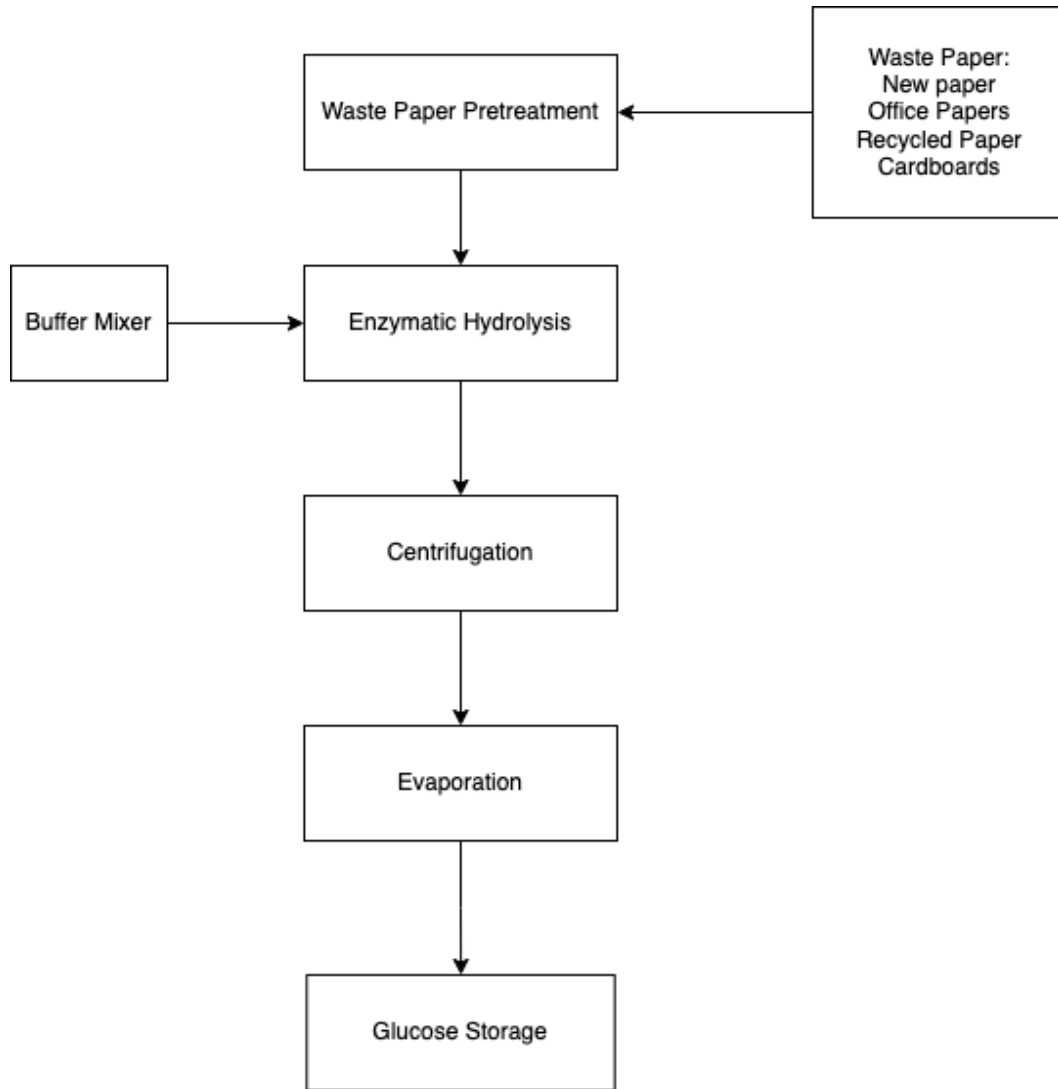 Waste Paper:
New paper
Office Papers
Recycled Paper
Cardboards
Waste Paper Pretreatment
Buffer Mixer
Enzymatic Hydrolysis
Centrifugation
Evaporation
Glucose Storage